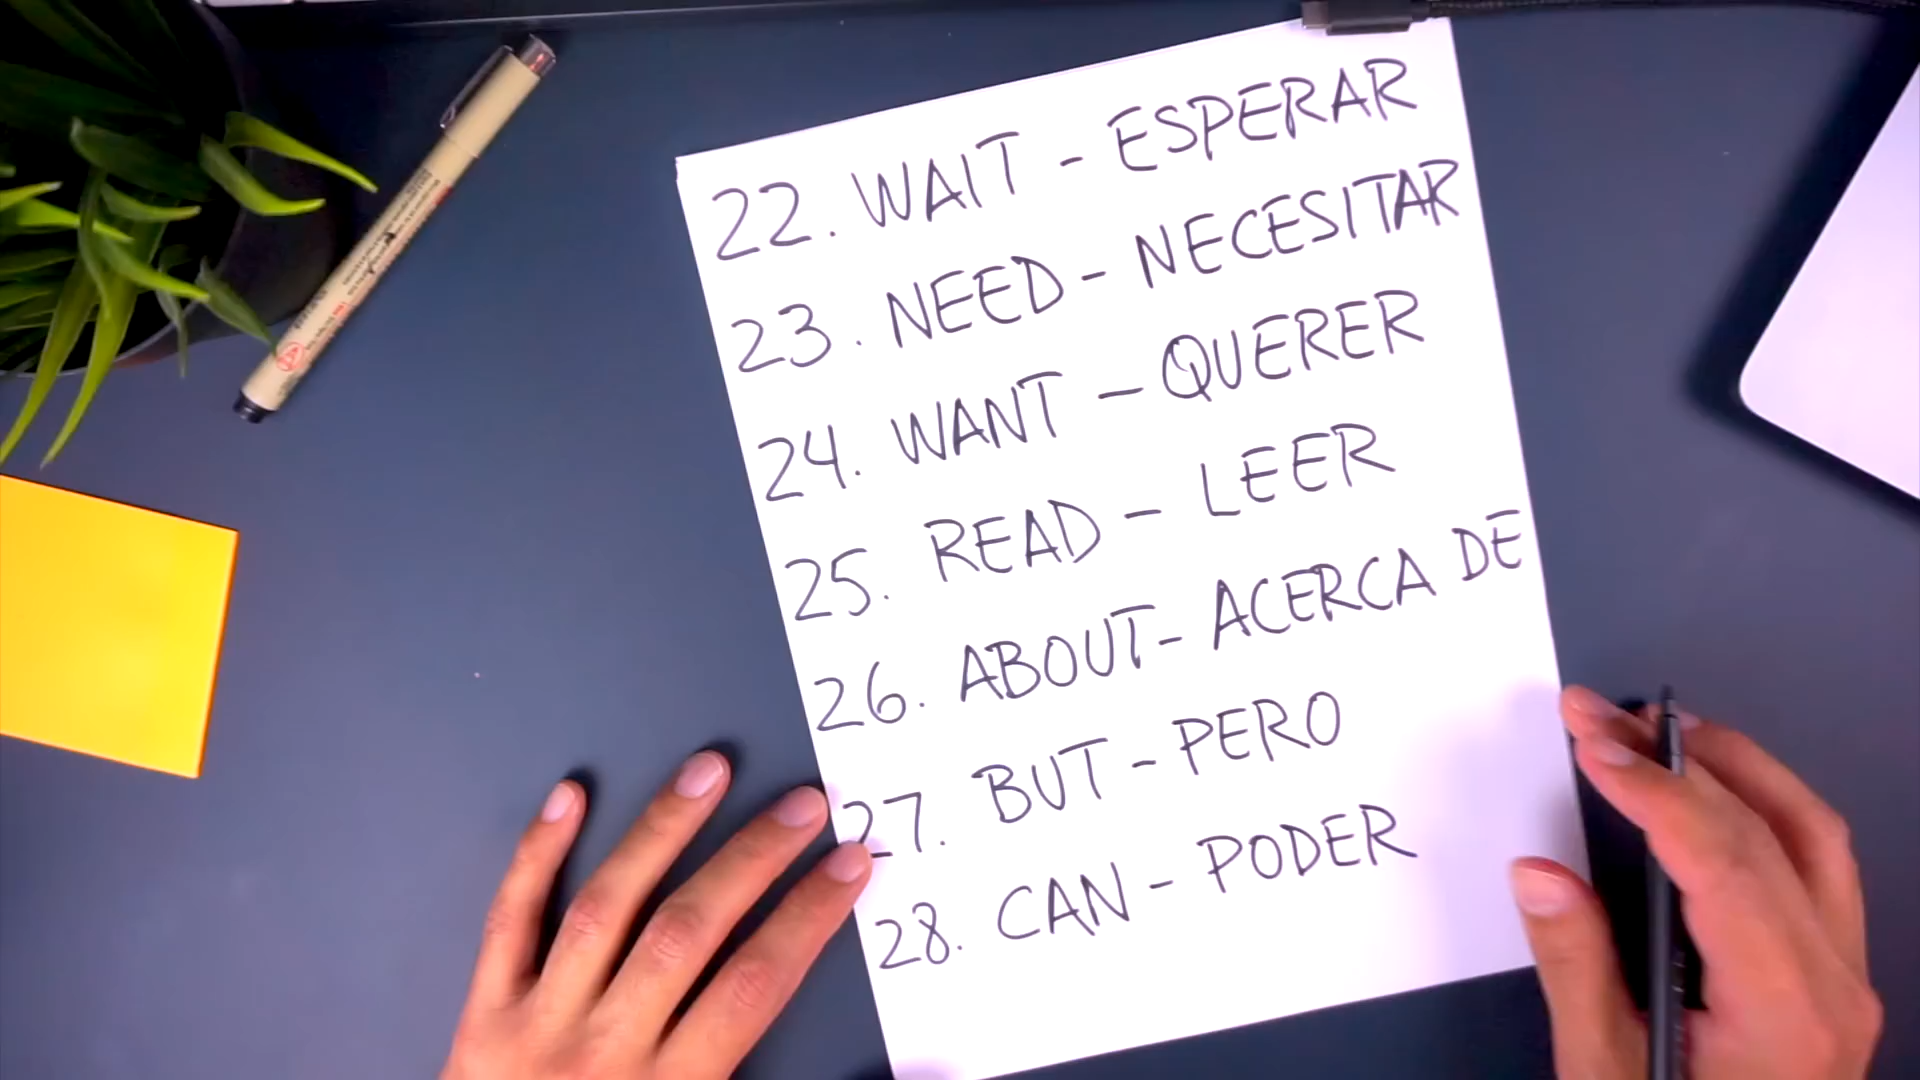 22. WAIT - ESPERAR
23. NEED - NECESITAR
24. WANT - QUERER
25. READ - LEER
26. ABOUT - ACERCA DE
27. BUT - PERO
28. CAN - PODER